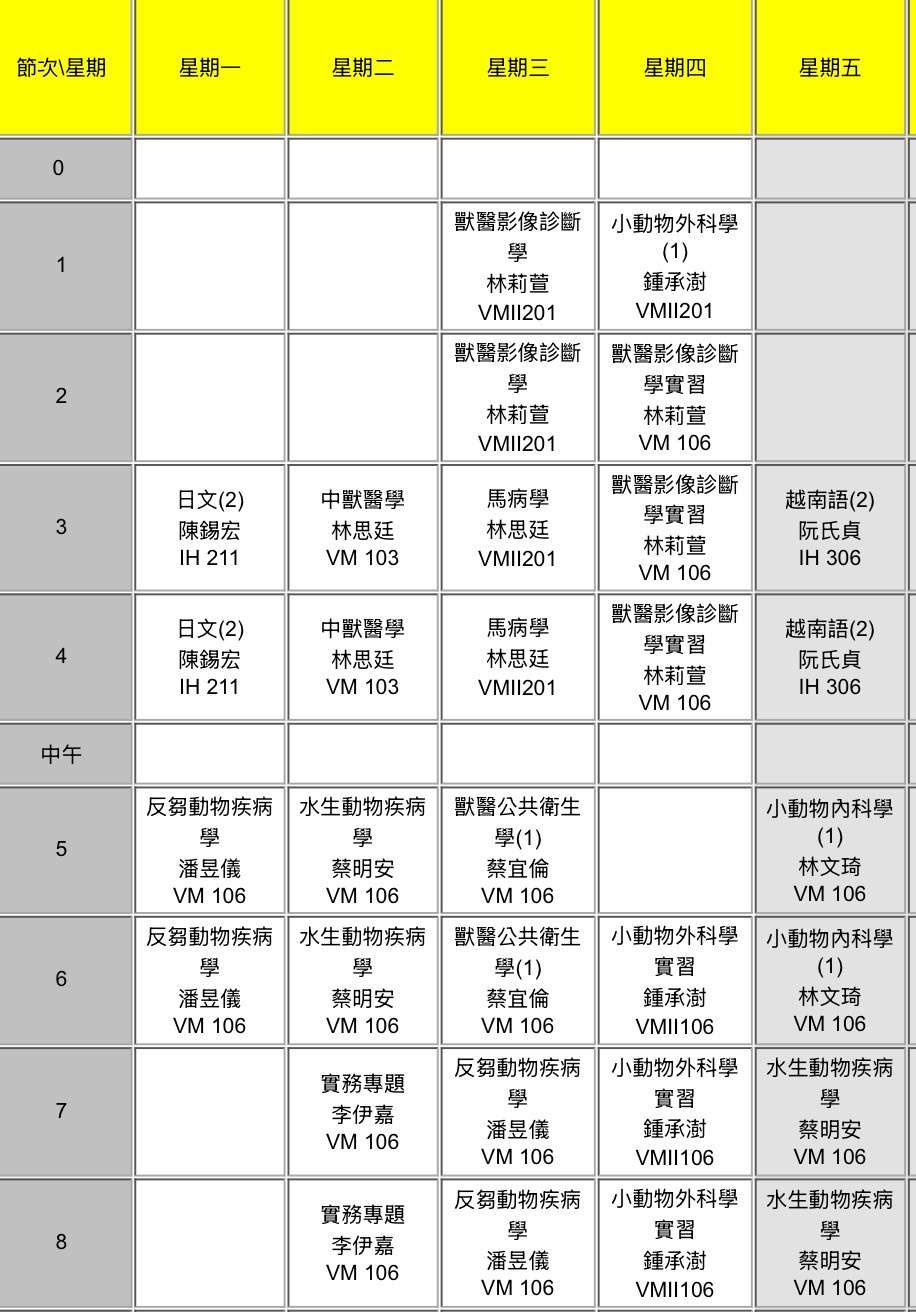 節次\星期 星期一 星期二 星期三 星期四 星期五
0
1
獸醫影像診斷
學
林莉萱
VMII201
小動物外科學
(1)
鍾承澍
VMII201
2
獸醫影像診斷
學
林莉萱
VMII201
獸醫影像診斷
學實習
林莉萱
VM 106
3
日文(2)
陳錫宏
IH 211
中獸醫學
林思廷
VM 103
馬病學
林思廷
VMII201
獸醫影像診斷
學實習
林莉萱
VM 106
越南語(2)
阮氏貞
IH 306
4
日文(2)
陳錫宏
IH 211
中獸醫學
林思廷
VM 103
馬病學
林思廷
VMII201
獸醫影像診斷
學實習
林莉萱
VM 106
越南語(2)
阮氏貞
IH 306
中午
5
反芻動物疾病
學
潘昱儀
VM 106
水生動物疾病
學
蔡明安
VM 106
獸醫公共衛生
學(1)
蔡宜倫
VM 106
小動物內科學
(1)
林文琦
VM 106
6
反芻動物疾病
學
潘昱儀
VM 106
水生動物疾病
學
蔡明安
VM 106
獸醫公共衛生
學(1)
蔡宜倫
VM 106
小動物外科學
實習
鍾承澍
VMII106
小動物內科學
(1)
林文琦
VM 106
7
實務專題
李伊嘉
VM 106
反芻動物疾病
學
潘昱儀
VM 106
小動物外科學
實習
鍾承澍
VMII106
水生動物疾病
學
蔡明安
VM 106
8
實務專題
李伊嘉
VM 106
反芻動物疾病
學
潘昱儀
VM 106
小動物外科學
實習
鍾承澍
VMII106
水生動物疾病
學
蔡明安
VM 106